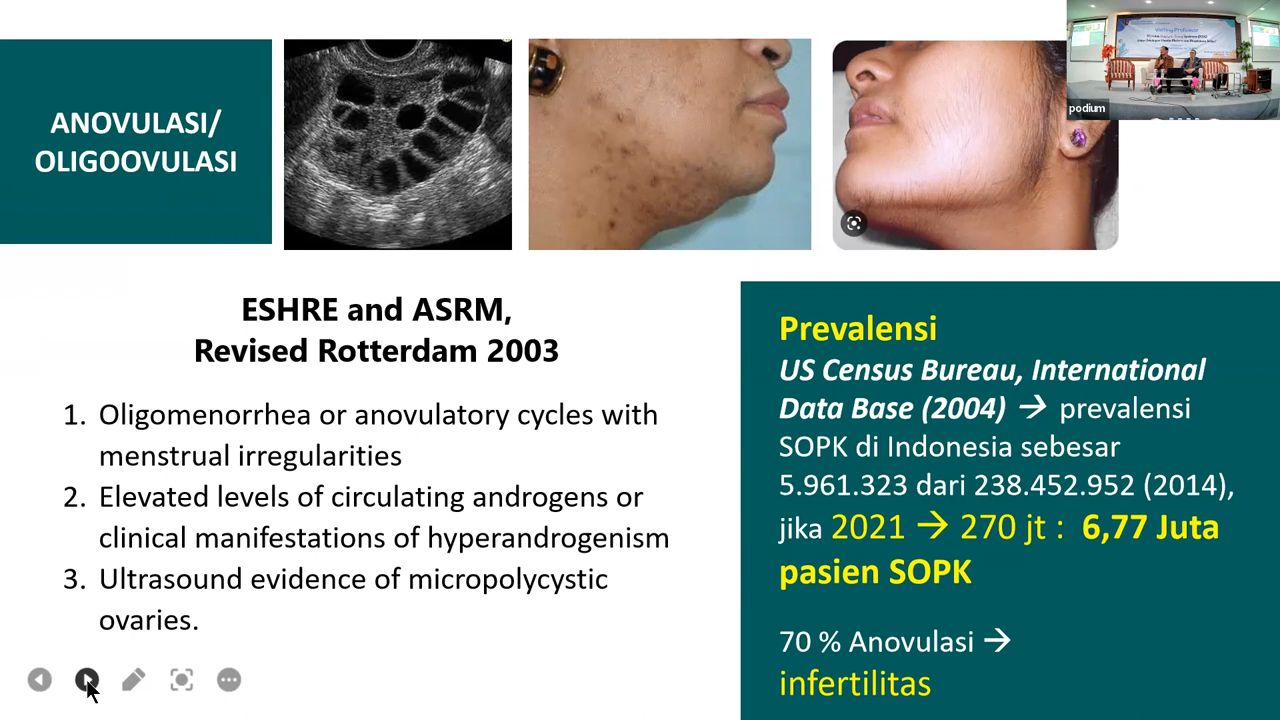 ANOVULASI/
OLIGOOVULASI
podium
ESHRE and ASRM,
Revised Rotterdam 2003
1. Oligomenorrhea or anovulatory cycles with
menstrual irregularities
2. Elevated levels of circulating androgens or
clinical manifestations of hyperandrogenism
3. Ultrasound evidence of micropolycystic
ovaries.
Prevalensi
US Census Bureau, International
Data Base (2004) → prevalensi
SOPK di Indonesia sebesar
5.961.323 dari 238.452.952 (2014),
jika 2021 → 270 jt : 6,77 Juta
pasien SOPK
70 % Anovulasi →
infertilitas